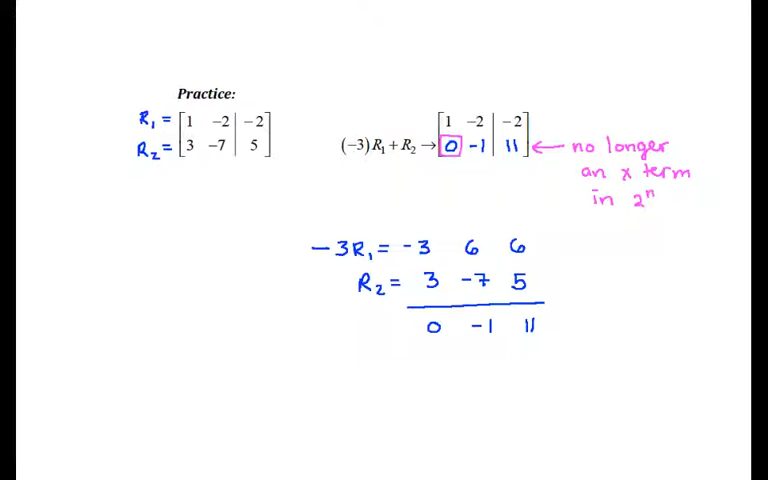 Practice:
R₁ = [1 −2 | −2]
R₂ = [3 −7 | 5]
(−3)R₁ + R₂ → [1 −2 | −2]
[0 −1 | 11] ← no longer
an x term
in 2ⁿ
−3R₁ = −3 6 6
R₂ = 3 −7 5
0 −1 11